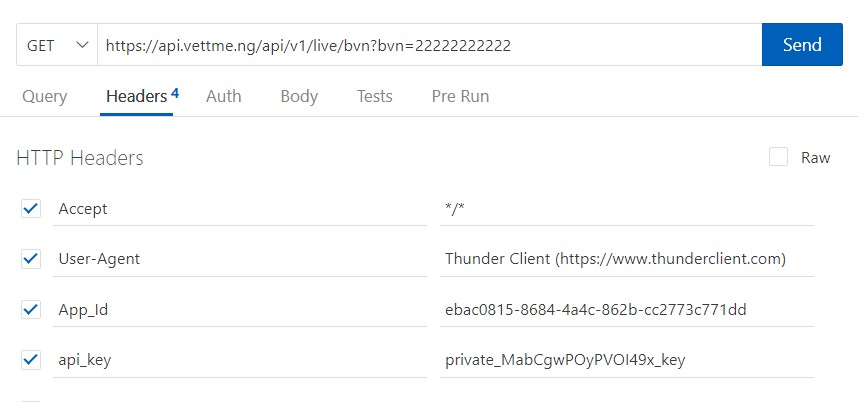 GET https://api.vettme.ng/api/v1/live/bvn?bvn=22222222222 Send
Query Headers 4 Auth Body Tests Pre Run
HTTP Headers Raw
Accept */*
User-Agent Thunder Client (https://www.thunderclient.com)
App_Id ebac0815-8684-4a4c-862b-cc2773c771dd
api_key private_MabCgwPOyPVOI49x_key